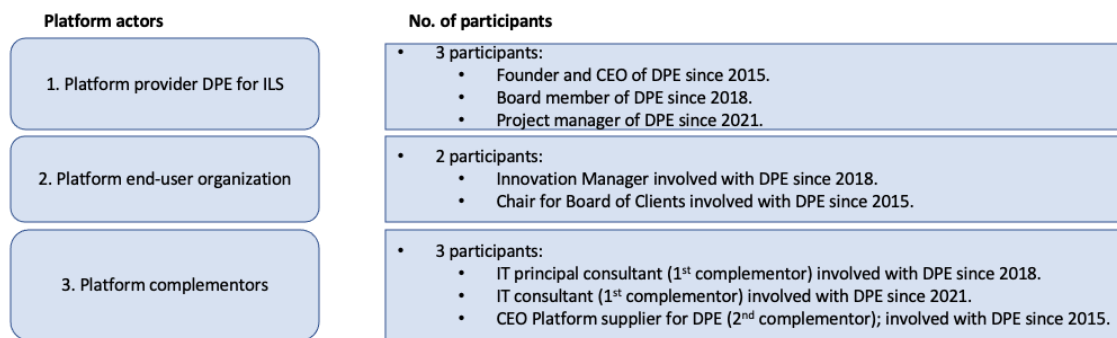 Platform actors
No. of participants
1. Platform provider DPE for ILS
• 3 participants:
• Founder and CEO of DPE since 2015.
• Board member of DPE since 2018.
• Project manager of DPE since 2021.
2. Platform end-user organization
• 2 participants:
• Innovation Manager involved with DPE since 2018.
• Chair for Board of Clients involved with DPE since 2015.
3. Platform complementors
• 3 participants:
• IT principal consultant (1st complementor) involved with DPE since 2018.
• IT consultant (1st complementor) involved with DPE since 2021.
• CEO Platform supplier for DPE (2nd complementor); involved with DPE since 2015.